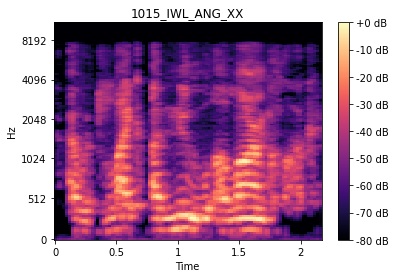 1015_IWL_ANG_XX
+0 dB
8192
-10 dB
4096
-20 dB
-30 dB
2048
Hz
-40 dB
1024
-50 dB
512
-60 dB
-70 dB
0
-80 dB
0
0.5
1
1.5
2
Time